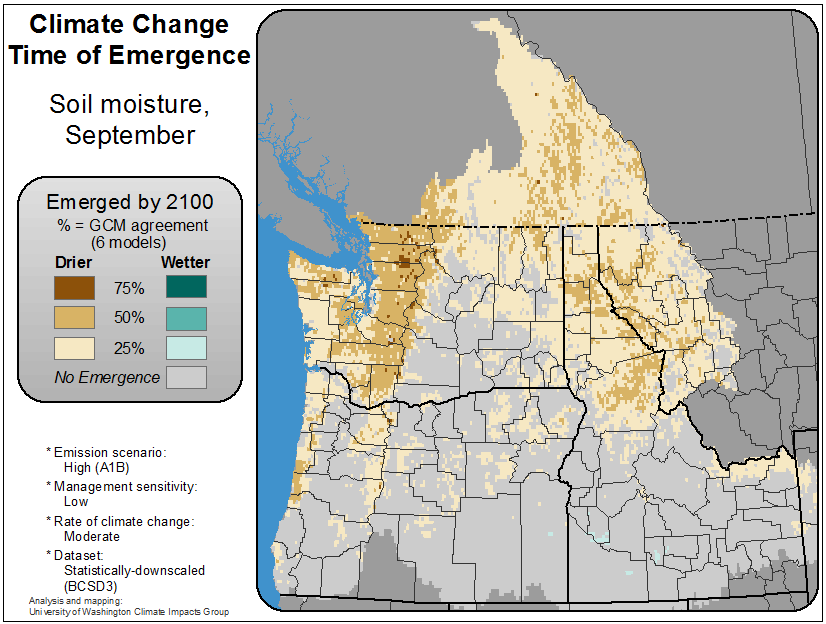 Climate Change
Time of Emergence
Soil moisture,
September
Emerged by 2100
% = GCM agreement
(6 models)
Drier Wetter
75%
50%
25%
No Emergence
* Emission scenario:
High (A1B)
* Management sensitivity:
Low
* Rate of climate change:
Moderate
* Dataset:
Statistically-downscaled
(BCSD3)
Analysis and mapping:
University of Washington Climate Impacts Group